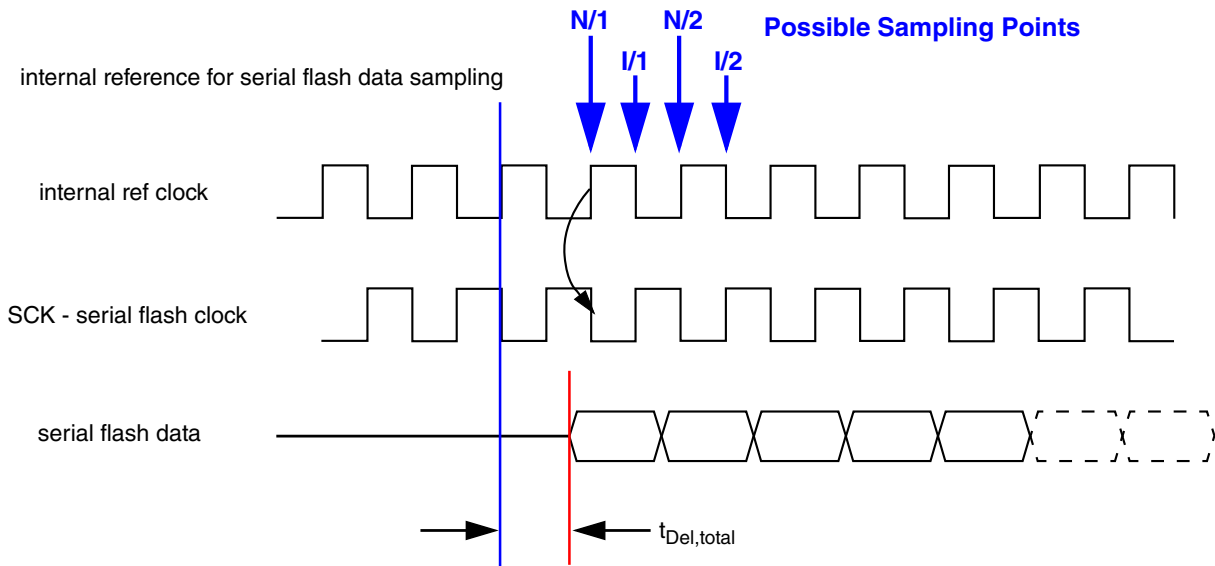 N/1
N/2
Possible Sampling Points
I/1
I/2
internal reference for serial flash data sampling
internal ref clock
SCK - serial flash clock
serial flash data
tDel,total